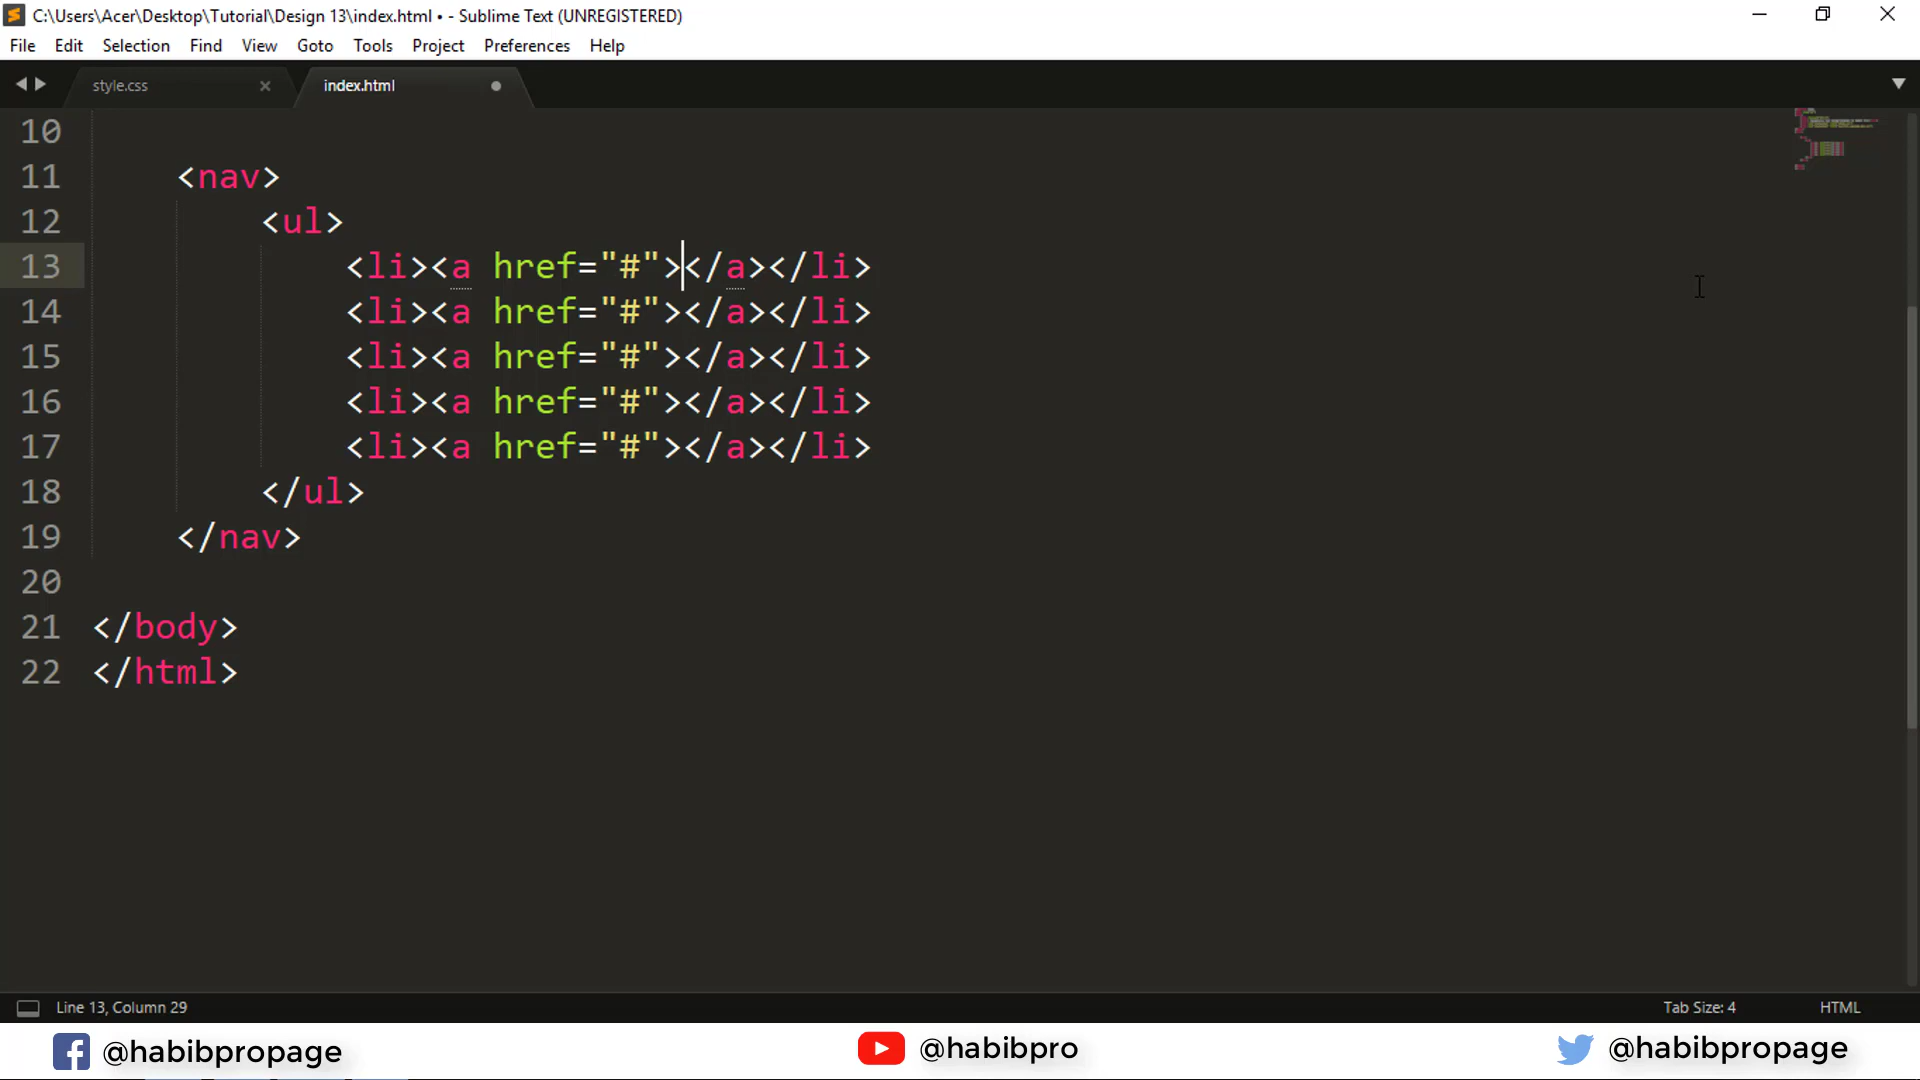 C:\Users\Acer\Desktop\Tutorial\Design 13\index.html • - Sublime Text (UNREGISTERED)
File Edit Selection Find View Goto Tools Project Preferences Help
style.css index.html
10
11 <nav>
12 <ul>
13 <li><a href="#"></a></li>
14 <li><a href="#"></a></li>
15 <li><a href="#"></a></li>
16 <li><a href="#"></a></li>
17 <li><a href="#"></a></li>
18 </ul>
19 </nav>
20
21 </body>
22 </html>
Line 13, Column 29 Tab Size: 4 HTML
@habibpropage @habibpro @habibpropage